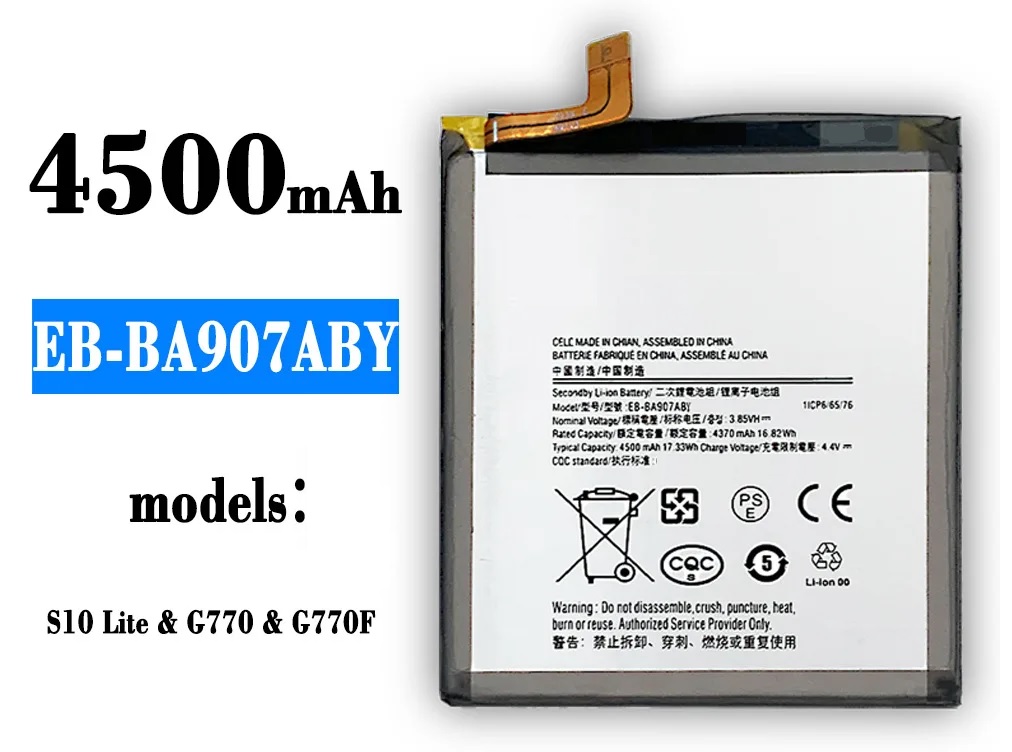 4500mAh
EB-BA907ABY
models：
S10 Lite & G770 & G770F
P
CELC MADE IN CHIAN, ASSEMBLED IN CHINA
BATTERIE FABRIQUÉ EN CHINA, ASSEMBLÉ AU CHINA
中國制造/中国制造
Secondby Li-ion Battery/ 二次鋰電池組/锂离子电池组
Model/型号/型號:EB-BA907ABY 1ICP6/65/76
Nominal Voltage/標稱電壓/标称电压/총정: 3.85VH
Rated Capacity/額定電容量/额定容量: 4370 mAh 16.82Wh
Typical Capacity: 4500 mAh 17.33Wh Charge Voltage/充電限制電壓: 4.4V
CQC standard/执行标准:
PS
E
CE
CQC
S
5
Li-ion 00
Warning: Do not disassemble, crush, puncture, heat,
burn or reuse. Authorized Service Provider Only.
警告: 禁止拆卸、穿刺、燃烧或重复使用